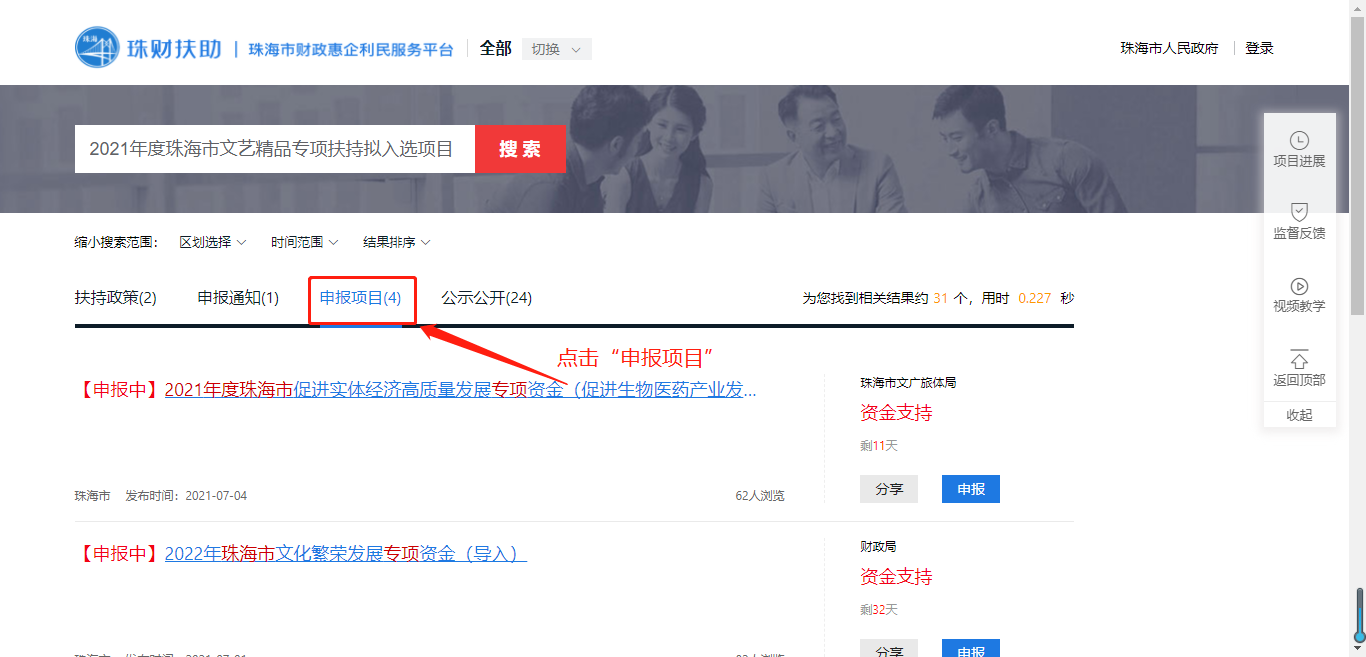 珠海
珠财扶助 | 珠海市财政惠企利民服务平台
全部
切换
珠海市人民政府
登录
2021年度珠海市文艺精品专项扶持拟入选项目
搜索
项目进展
监督反馈
视频教学
返回顶部
收起
缩小搜索范围：
区划选择
时间范围
结果排序
扶持政策(2)
申报通知(1)
申报项目(4)
公示公开(24)
为您找到相关结果约 31 个，用时 0.227 秒
点击“申报项目”
【申报中】2021年度珠海市促进实体经济高质量发展专项资金（促进生物医药产业发...
珠海市文广旅体局
资金支持
剩11天
珠海市 发布时间：2021-07-04
62人浏览
分享
申报
【申报中】2022年珠海市文化繁荣发展专项资金（导入）
财政局
资金支持
剩32天
分享
申报